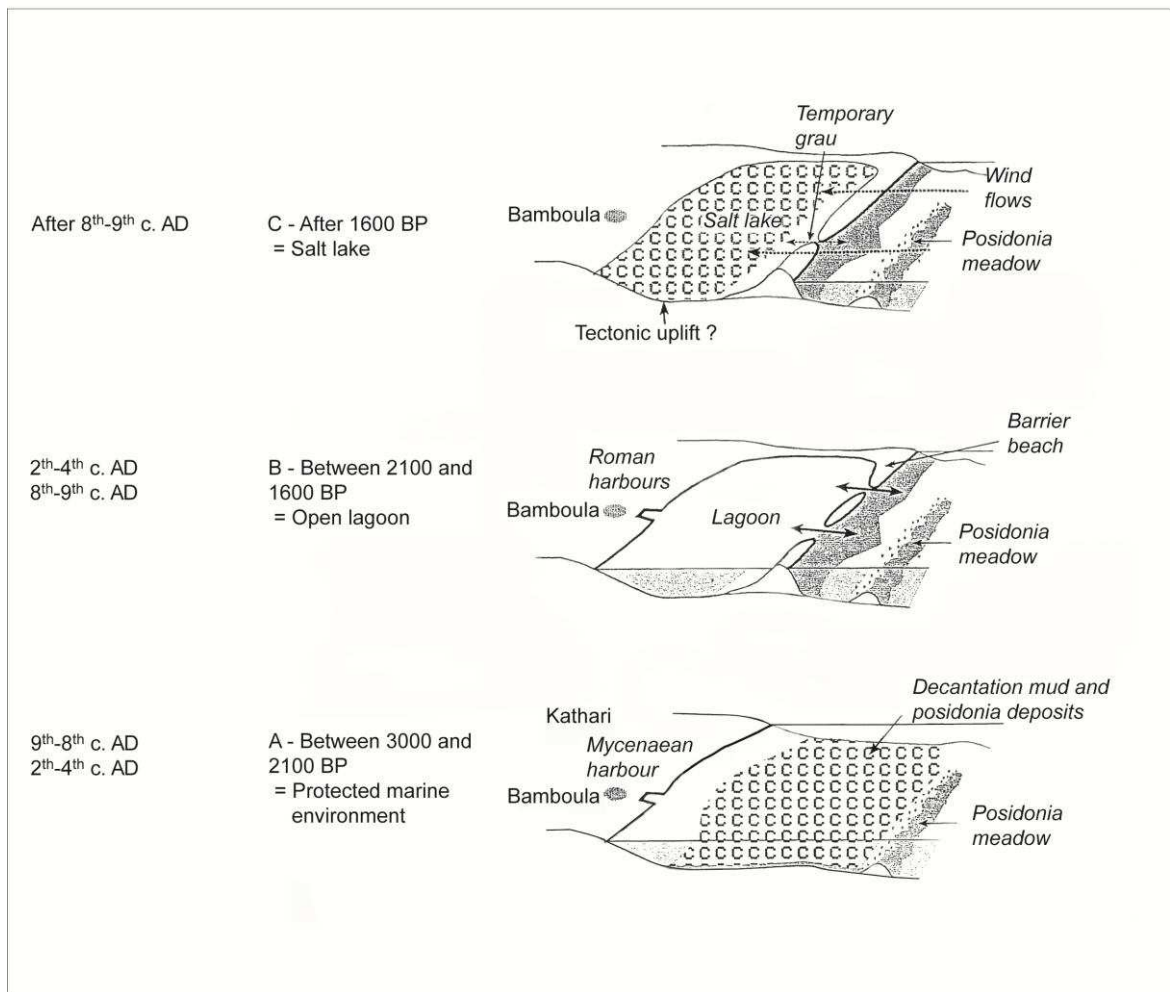 Temporary
grau
Wind
flows
After 8th-9th c. AD
C - After 1600 BP
= Salt lake
Bamboula
Salt lake
Posidonia
meadow
Tectonic uplift ?
Barrier
beach
2th-4th c. AD
8th-9th c. AD
B - Between 2100 and
1600 BP
= Open lagoon
Roman
harbours
Bamboula
Lagoon
Posidonia
meadow
Decantation mud and
posidonia deposits
9th-8th c. AD
2th-4th c. AD
A - Between 3000 and
2100 BP
= Protected marine
environment
Kathari
Mycenaean
harbour
Bamboula
Posidonia
meadow